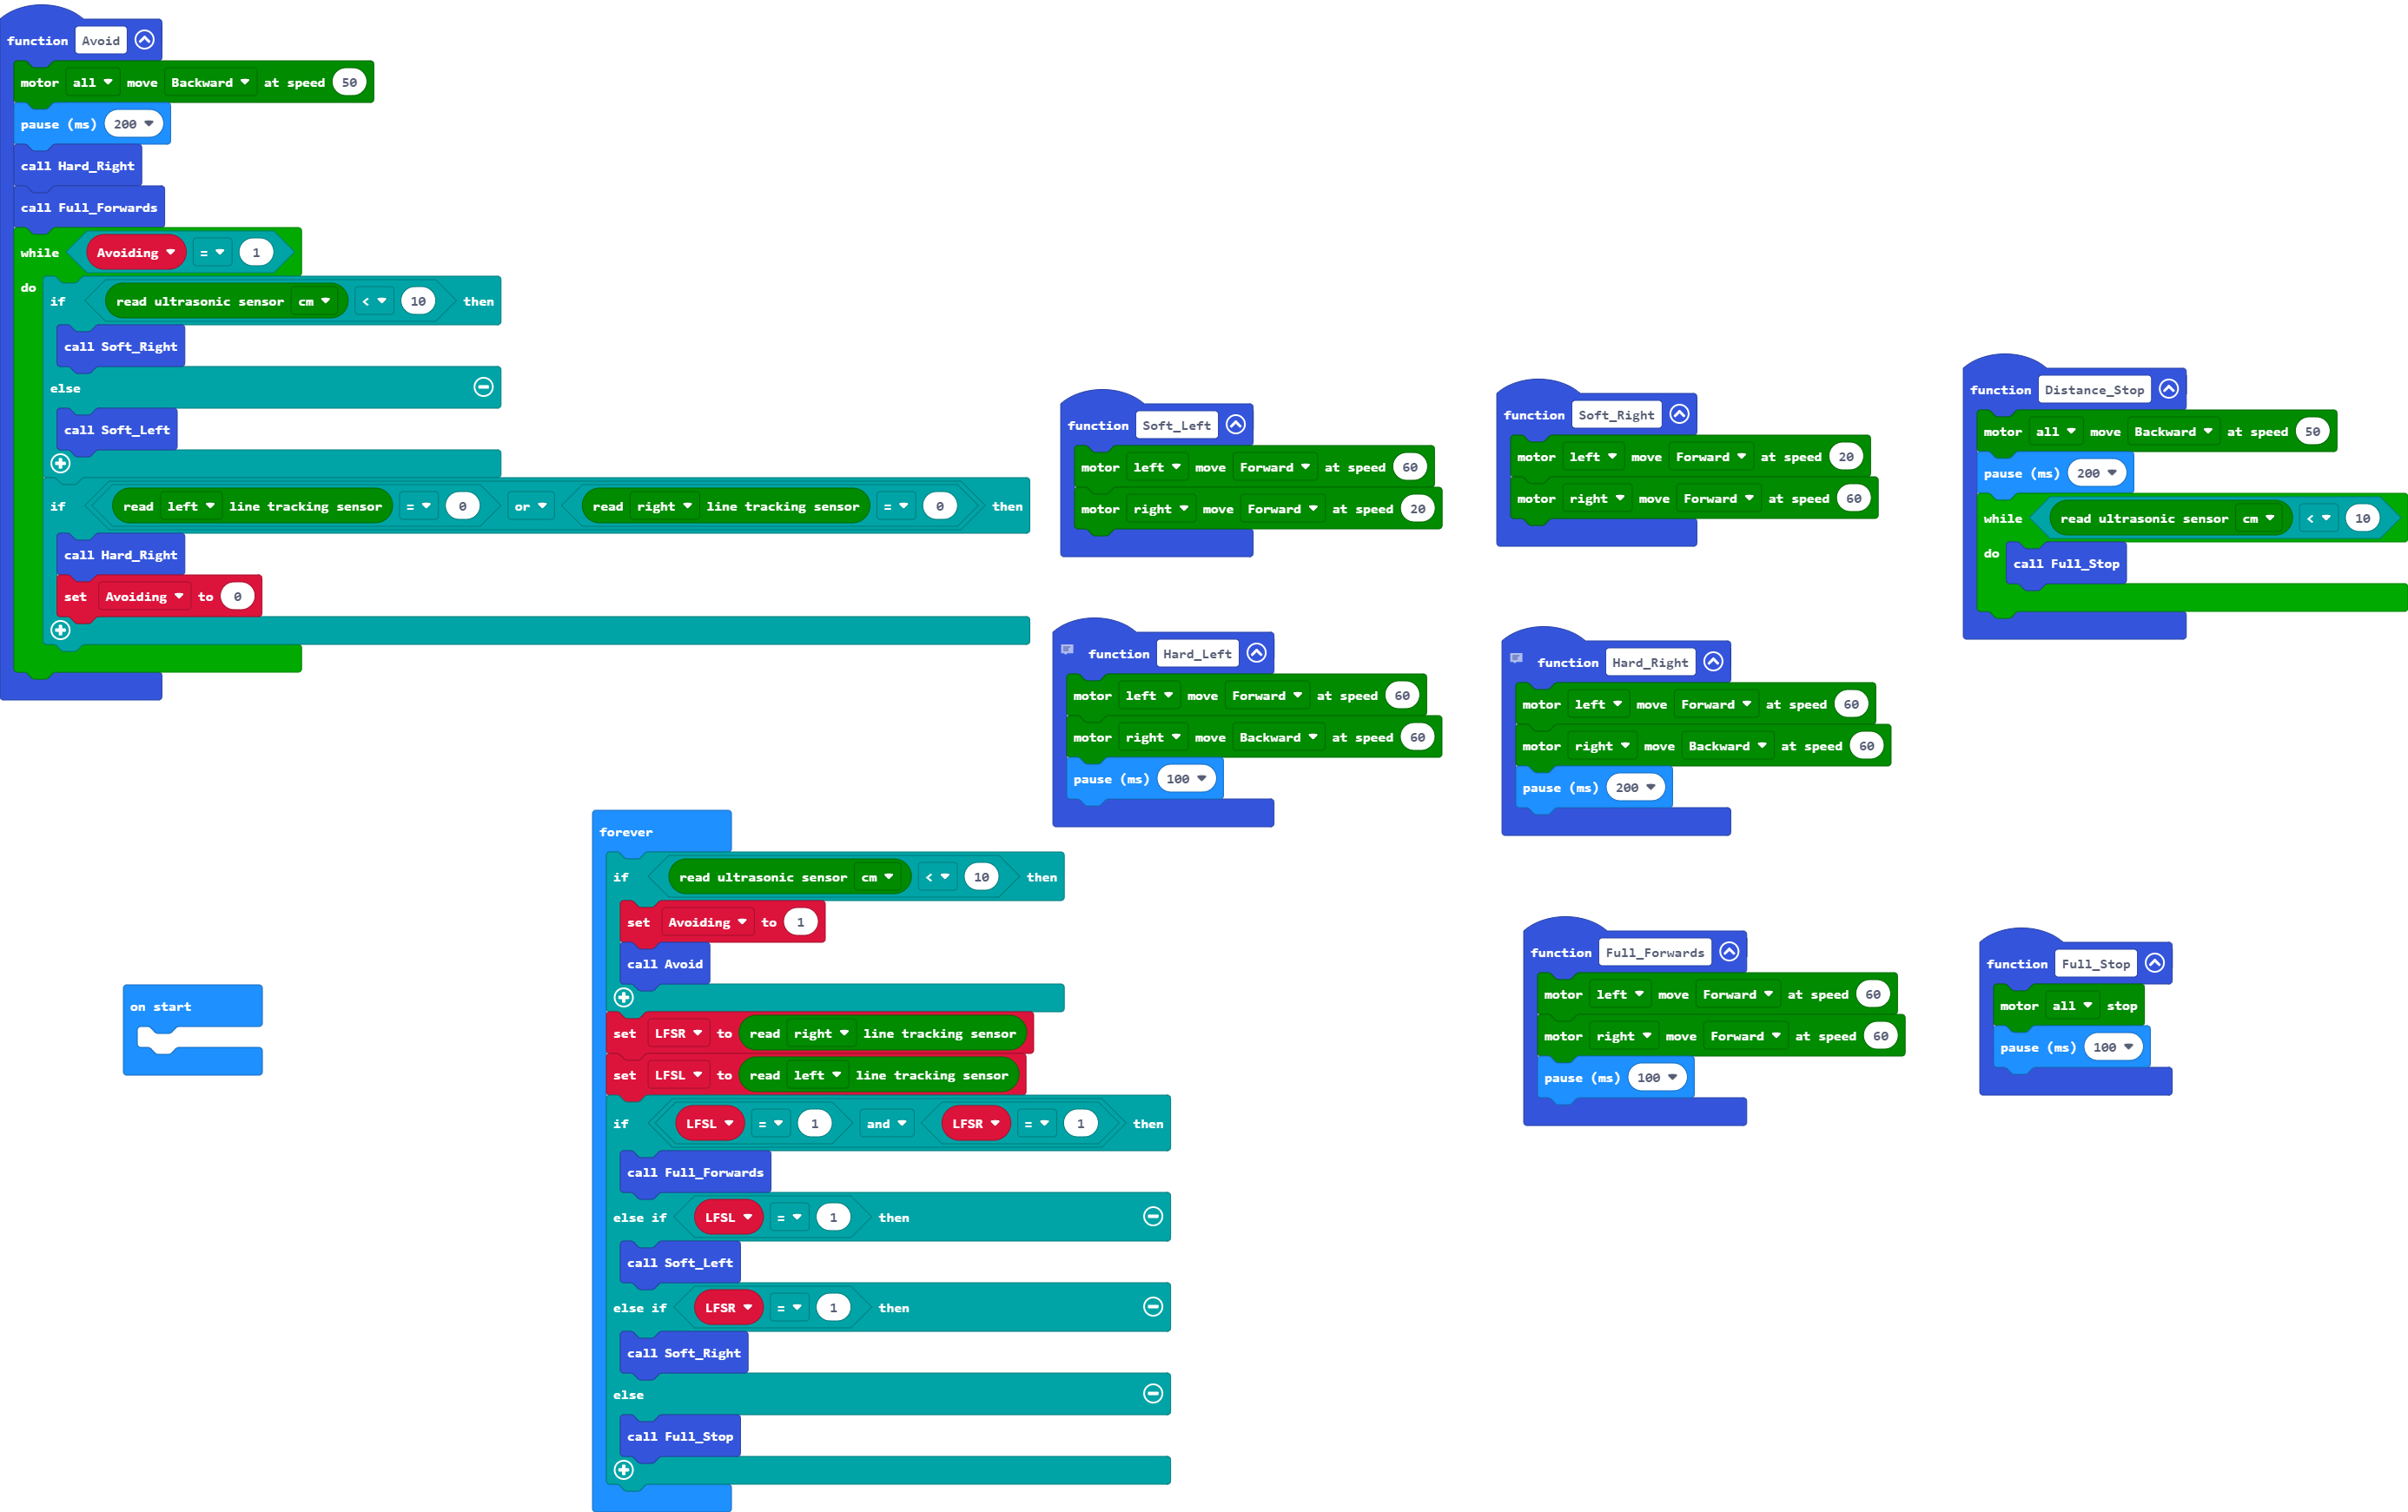 function Avoid
motor all move Backward at speed 50
pause (ms) 200
call Hard_Right
call Full_Forwards
while Avoiding = 1
do
if read ultrasonic sensor cm < 10 then
call Soft_Right
else
call Soft_Left
if read left line tracking sensor = 0 or read right line tracking sensor = 0 then
call Hard_Right
set Avoiding to 0
function Soft_Left
motor left move Forward at speed 60
motor right move Forward at speed 20
function Soft_Right
motor left move Forward at speed 20
motor right move Forward at speed 60
function Distance_Stop
motor all move Backward at speed 50
pause (ms) 200
while read ultrasonic sensor cm < 10
do call Full_Stop
function Hard_Left
motor left move Forward at speed 60
motor right move Backward at speed 60
pause (ms) 100
function Hard_Right
motor left move Forward at speed 60
motor right move Backward at speed 60
pause (ms) 200
on start
forever
if read ultrasonic sensor cm < 10 then
set Avoiding to 1
call Avoid
set LFSR to read right line tracking sensor
set LFSL to read left line tracking sensor
if LFSL = 1 and LFSR = 1 then
call Full_Forwards
else if LFSL = 1 then
call Soft_Left
else if LFSR = 1 then
call Soft_Right
else
call Full_Stop
function Full_Forwards
motor left move Forward at speed 60
motor right move Forward at speed 60
pause (ms) 100
function Full_Stop
motor all stop
pause (ms) 100